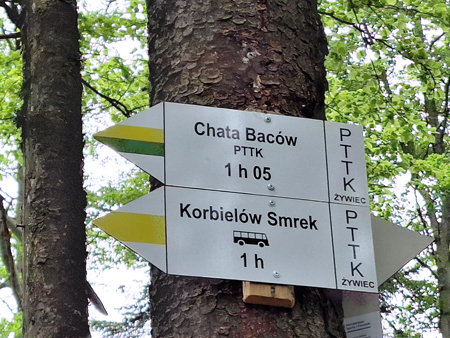 Chata Baców
PTTK
1 h 05
PTTK
ŻYWIEC
Korbielów Smrek
1 h
PTTK
ŻYWIEC